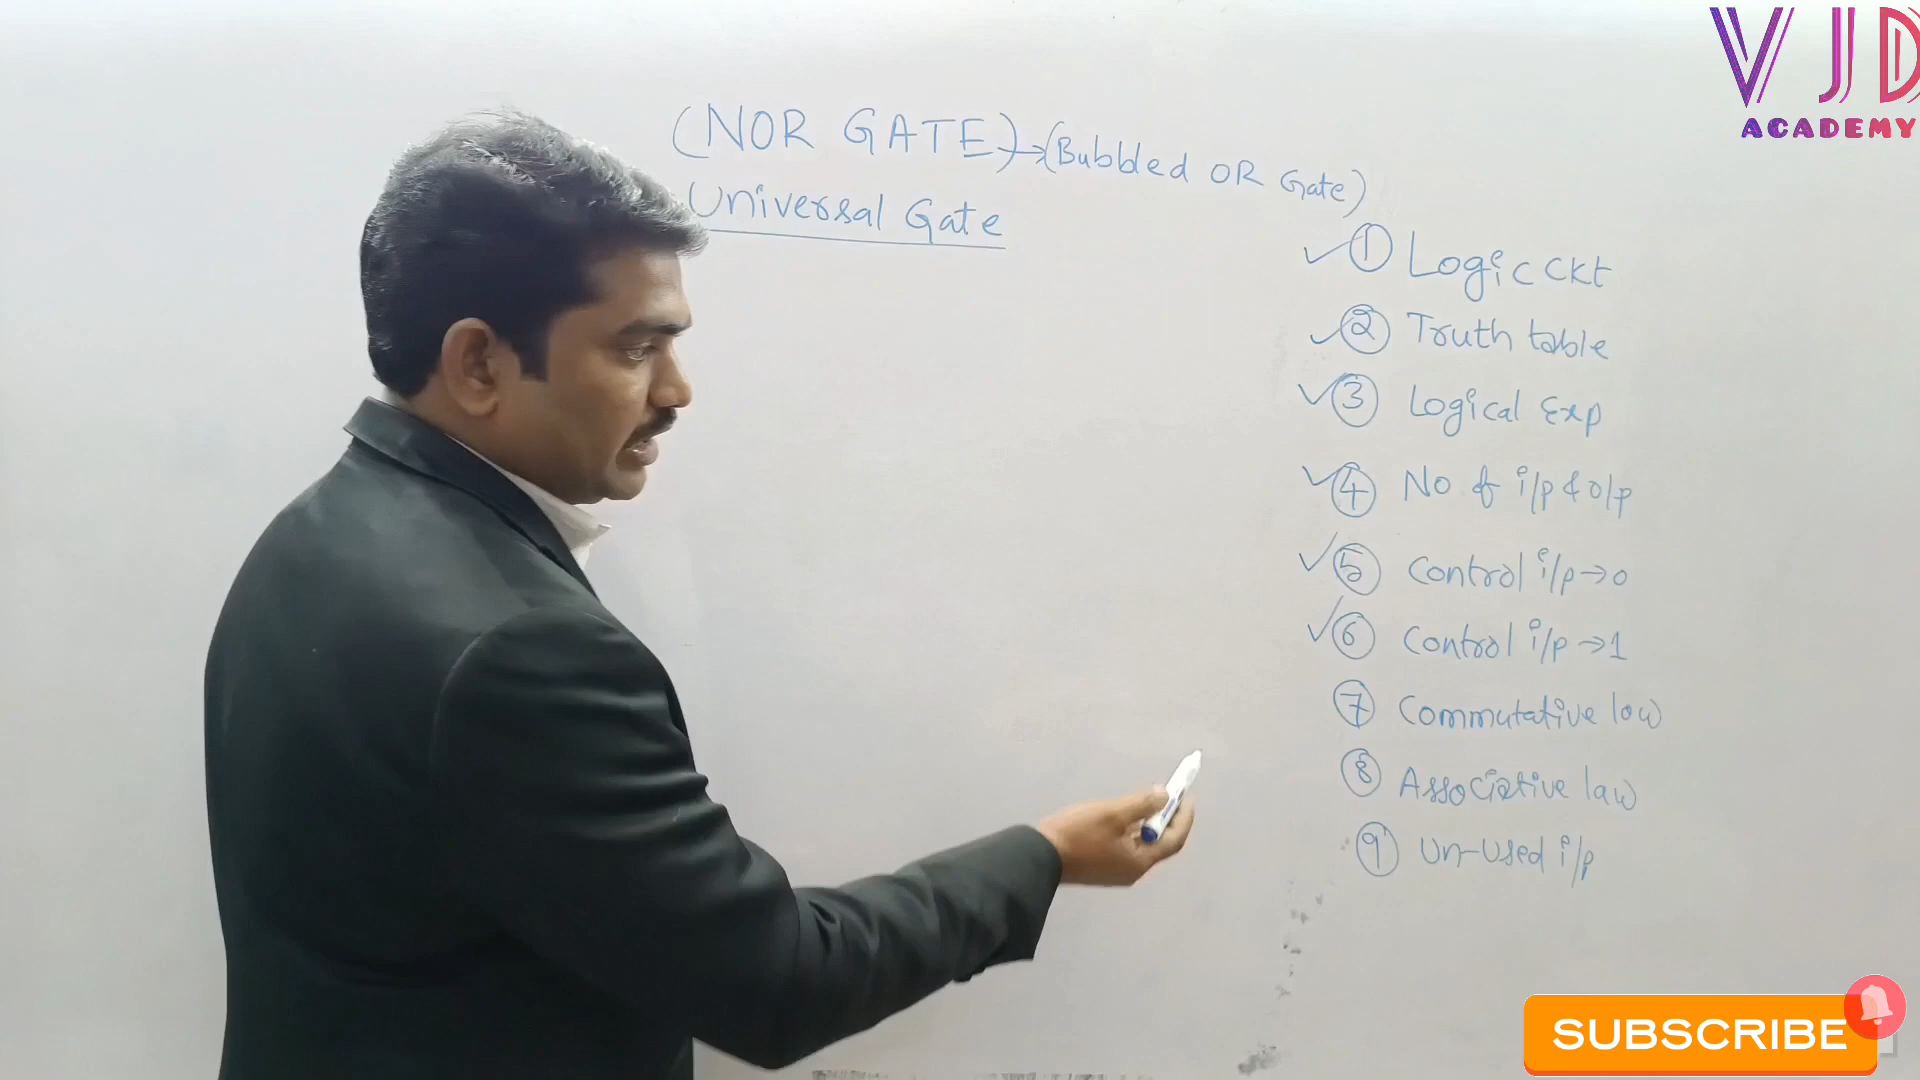 VJD
ACADEMY
(NOR GATE)→(Bubbled OR Gate)
Universal Gate
✓① Logic Ckt
✓② Truth table
✓③ Logical Exp
✓④ No of i/p & o/p
✓⑤ Control i/p→0
✓⑥ Control i/p→1
⑦ Commutative law
⑧ Associative law
⑨ Un-used i/p
SUBSCRIBE